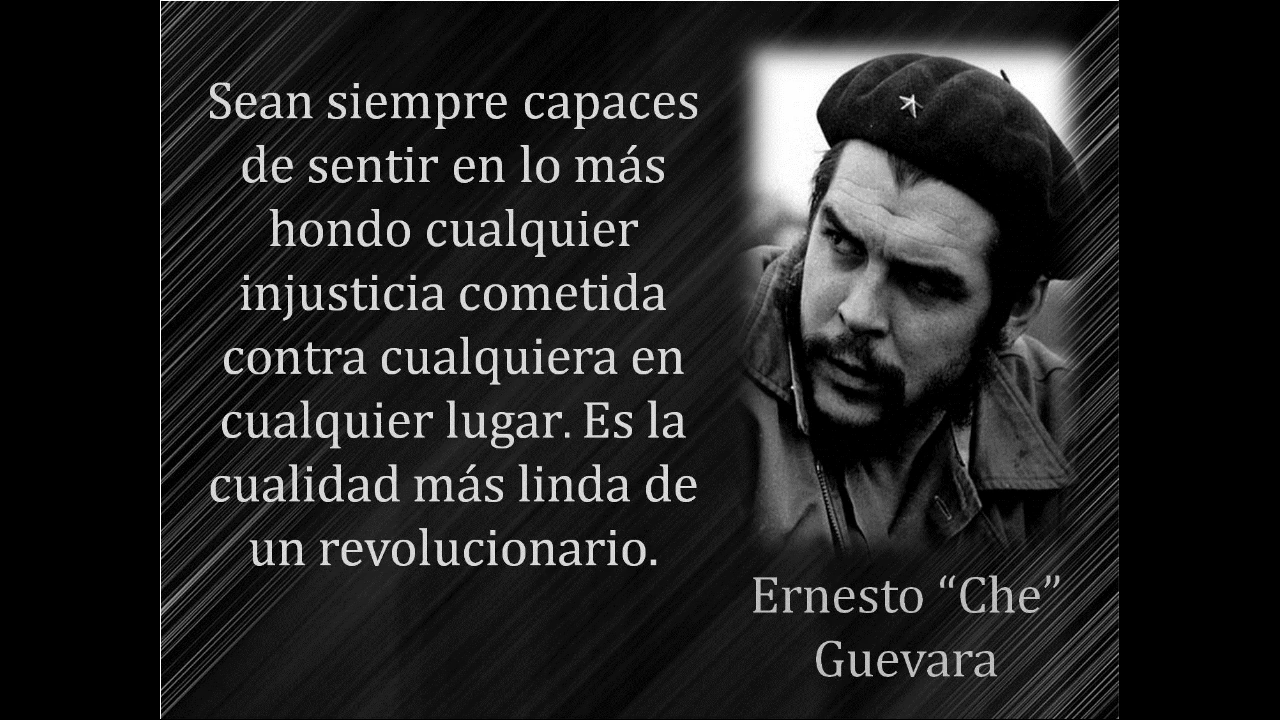 Sean siempre capaces
de sentir en lo más
hondo cualquier
injusticia cometida
contra cualquiera en
cualquier lugar. Es la
cualidad más linda de
un revolucionario.
Ernesto “Che”
Guevara